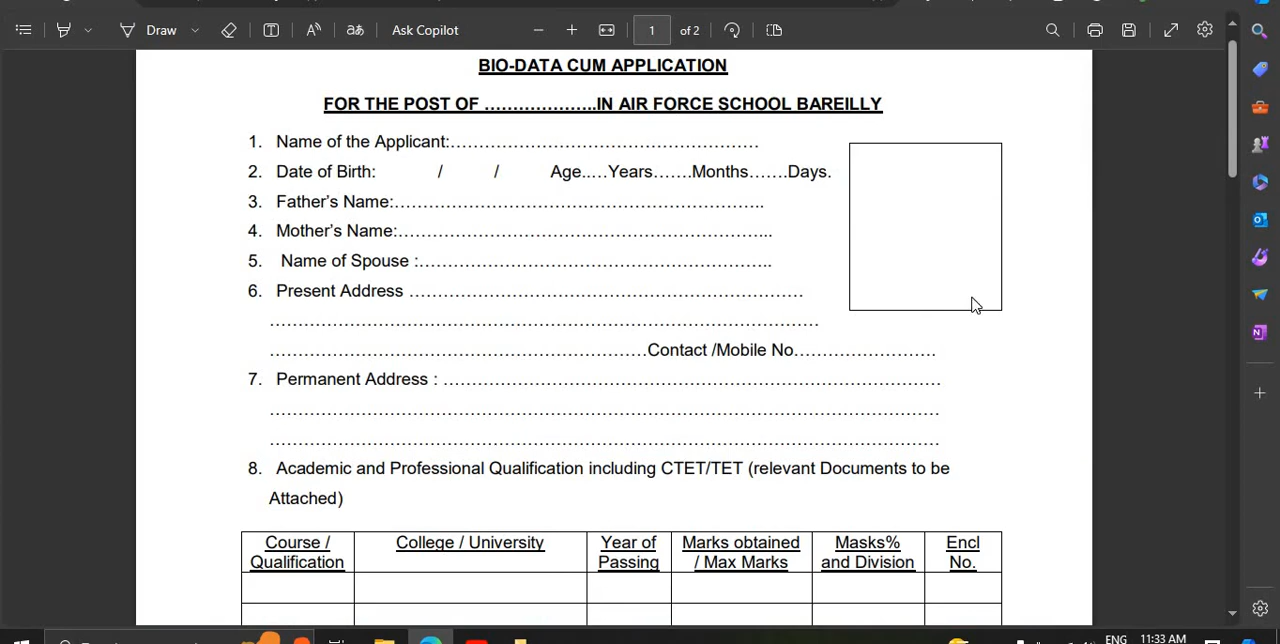 Draw
aあ
Ask Copilot
1 of 2
BIO-DATA CUM APPLICATION
FOR THE POST OF ………………..IN AIR FORCE SCHOOL BAREILLY
1. Name of the Applicant:………………………………………………
2. Date of Birth: / / Age..…Years…….Months…….Days.
3. Father’s Name:………………………………………………………..
4. Mother’s Name:………………………………………………………...
5. Name of Spouse :……………………………………………………..
6. Present Address ……………………………………………………………
……………………………………………………………………………………
…………………………………………………………Contact /Mobile No.……………………
7. Permanent Address : ……………………………………………………………………………
………………………………………………………………………………………………………
………………………………………………………………………………………………………
8. Academic and Professional Qualification including CTET/TET (relevant Documents to be
Attached)
Course / College / University Year of Marks obtained Masks% Encl
Qualification Passing / Max Marks and Division No.
ENG 11:33 AM